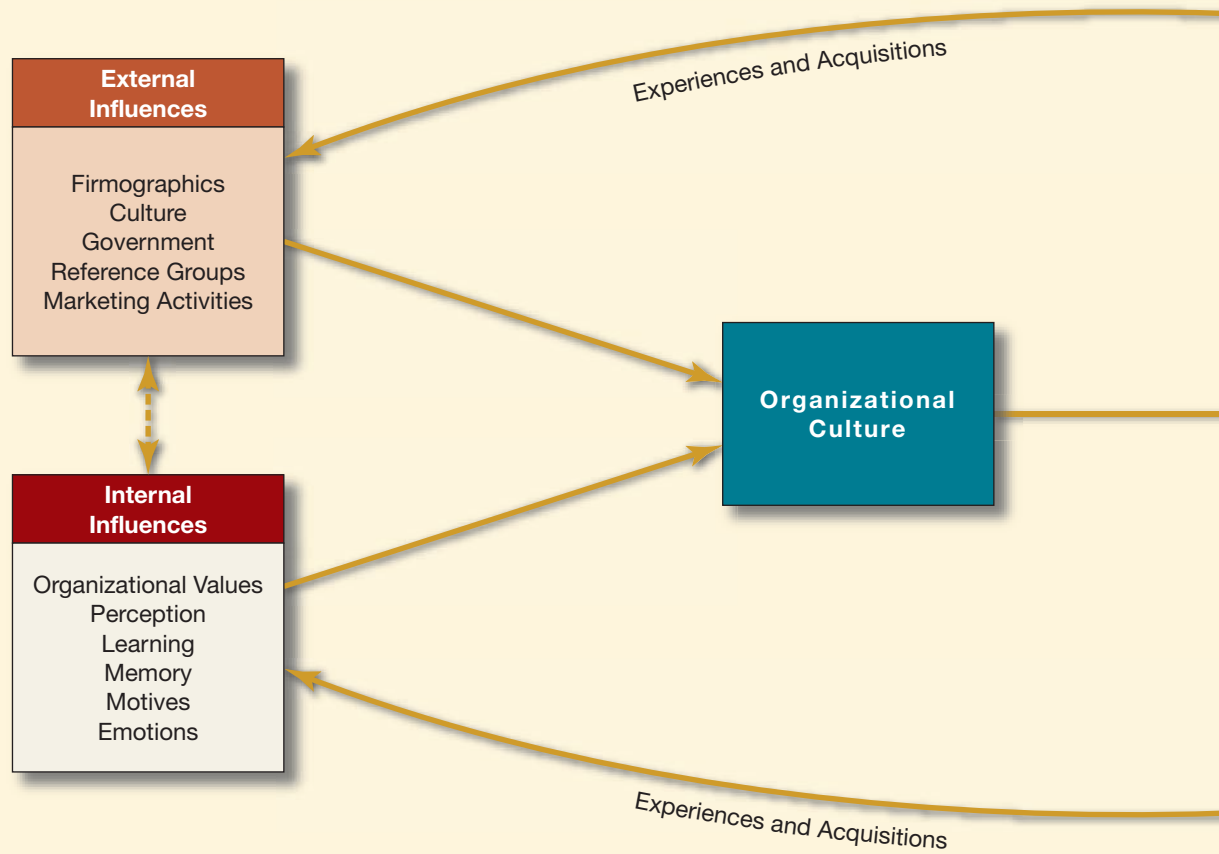 Experiences and Acquisitions
External
Influences
Firmographics
Culture
Government
Reference Groups
Marketing Activities
Organizational
Culture
Internal
Influences
Organizational Values
Perception
Learning
Memory
Motives
Emotions
Experiences and Acquisitions